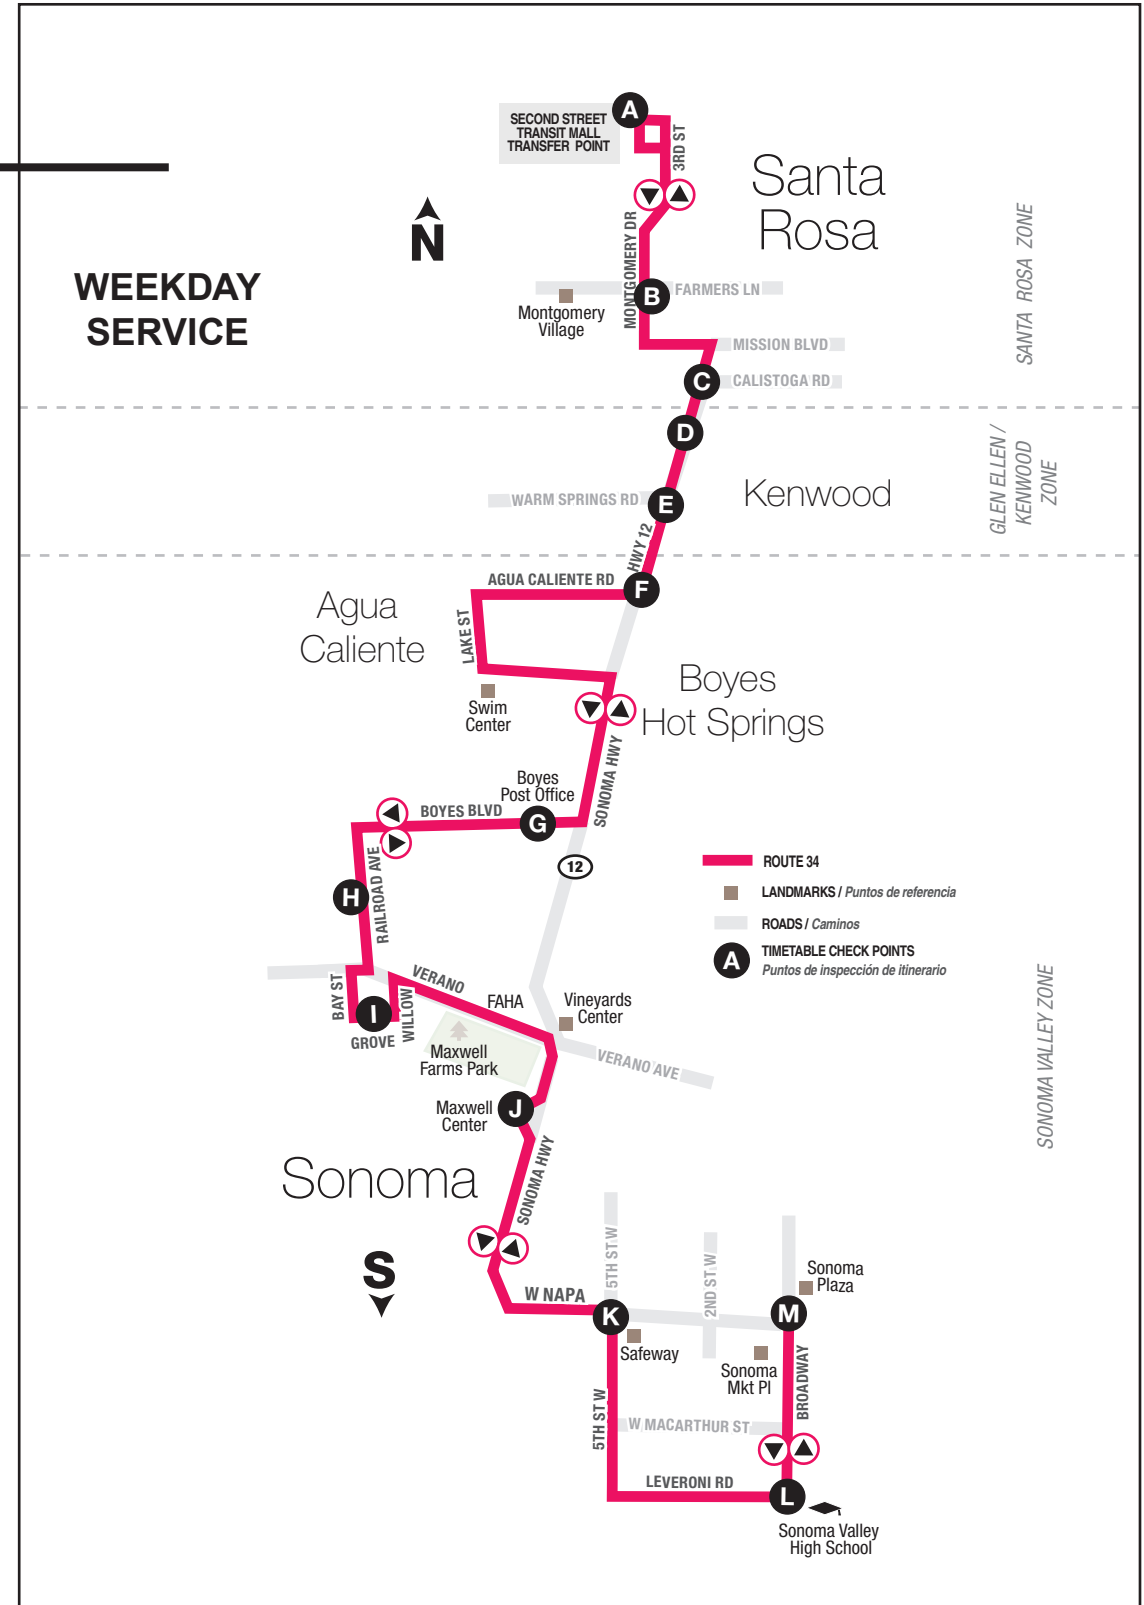 A
SECOND STREET
TRANSIT MALL
TRANSFER POINT
3RD ST
Santa
Rosa
N
WEEKDAY
SERVICE
SANTA ROSA ZONE
MONTGOMERY DR
B
FARMERS LN
Montgomery
Village
MISSION BLVD
C
CALISTOGA RD
D
GLEN ELLEN /
KENWOOD
ZONE
Kenwood
WARM SPRINGS RD
E
HWY 12
AGUA CALIENTE RD
F
Agua
Caliente
LAKE ST
Swim
Center
Boyes
Hot Springs
SONOMA HWY
Boyes
Post Office
BOYES BLVD
G
12
ROUTE 34
LANDMARKS / Puntos de referencia
ROADS / Caminos
A
TIMETABLE CHECK POINTS
Puntos de inspección de itinerario
H
RAILROAD AVE
BAY ST
I
GROVE
WILLOW
VERANO
FAHA
Vineyards
Center
VERANO AVE
Maxwell
Farms Park
SONOMA VALLEY ZONE
Maxwell
Center
J
SONOMA HWY
Sonoma
S
W NAPA
5TH ST W
2ND ST W
Sonoma
Plaza
K
M
Safeway
Sonoma
Mkt Pl
BROADWAY
5TH ST W
W MACARTHUR ST
LEVERONI RD
L
Sonoma Valley
High School